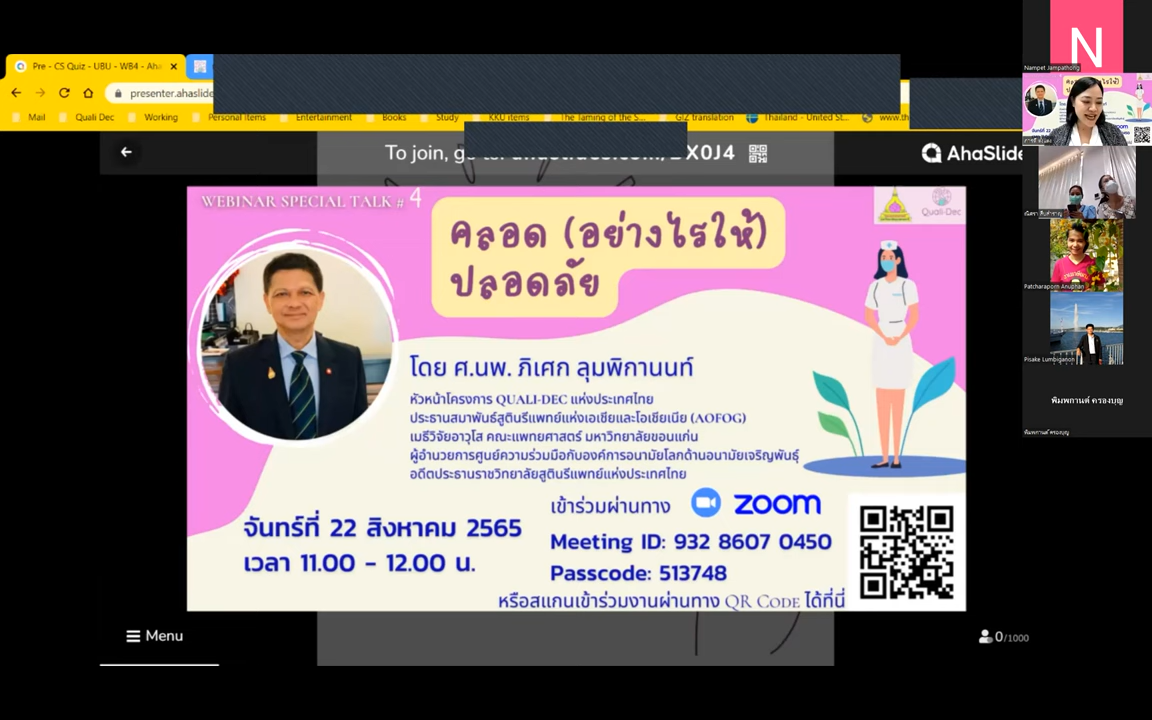 Pre - CS Quiz - UBU - WB4 - Aha
presenter.ahaslide
Mail
Quali Dec
Working
Personal Items
Entertainment
Books
Study
KKU items
The Taming of the S...
GIZ translation
Thailand - United St...
www.th
To join, go
X0J4
AhaSlide
WEBINAR SPECIAL TALK # 4
คลอด (อย่างไรให้)
ปลอดภัย
Quali-Dec
โดย ศ.นพ. ภิเศก ลุมพิกานนท์
หัวหน้าโครงการ QUALI-DEC แห่งประเทศไทย
ประธานสมาพันธ์สูตินรีแพทย์แห่งเอเชียและโอเชียเนีย (AOFOG)
เมธีวิจัยอาวุโส คณะแพทยศาสตร์ มหาวิทยาลัยขอนแก่น
ผู้อำนวยการศูนย์ความร่วมมือกับองค์การอนามัยโลกด้านอนามัยเจริญพันธุ์
อดีตประธานราชวิทยาลัยสูตินรีแพทย์แห่งประเทศไทย
จันทร์ที่ 22 สิงหาคม 2565
เวลา 11.00 - 12.00 น.
เข้าร่วมผ่านทาง zoom
Meeting ID: 932 8607 0450
Passcode: 513748
หรือสแกนเข้าร่วมงานผ่านทาง QR CODE ได้ที่นี่
Menu
0/1000
N
Nampet Jampathong
Patcharaporn Anuphan
Pisake Lumbiganon
พิมพกานต์ ครองบุญ
พิมพกานต์ ครองบุญ